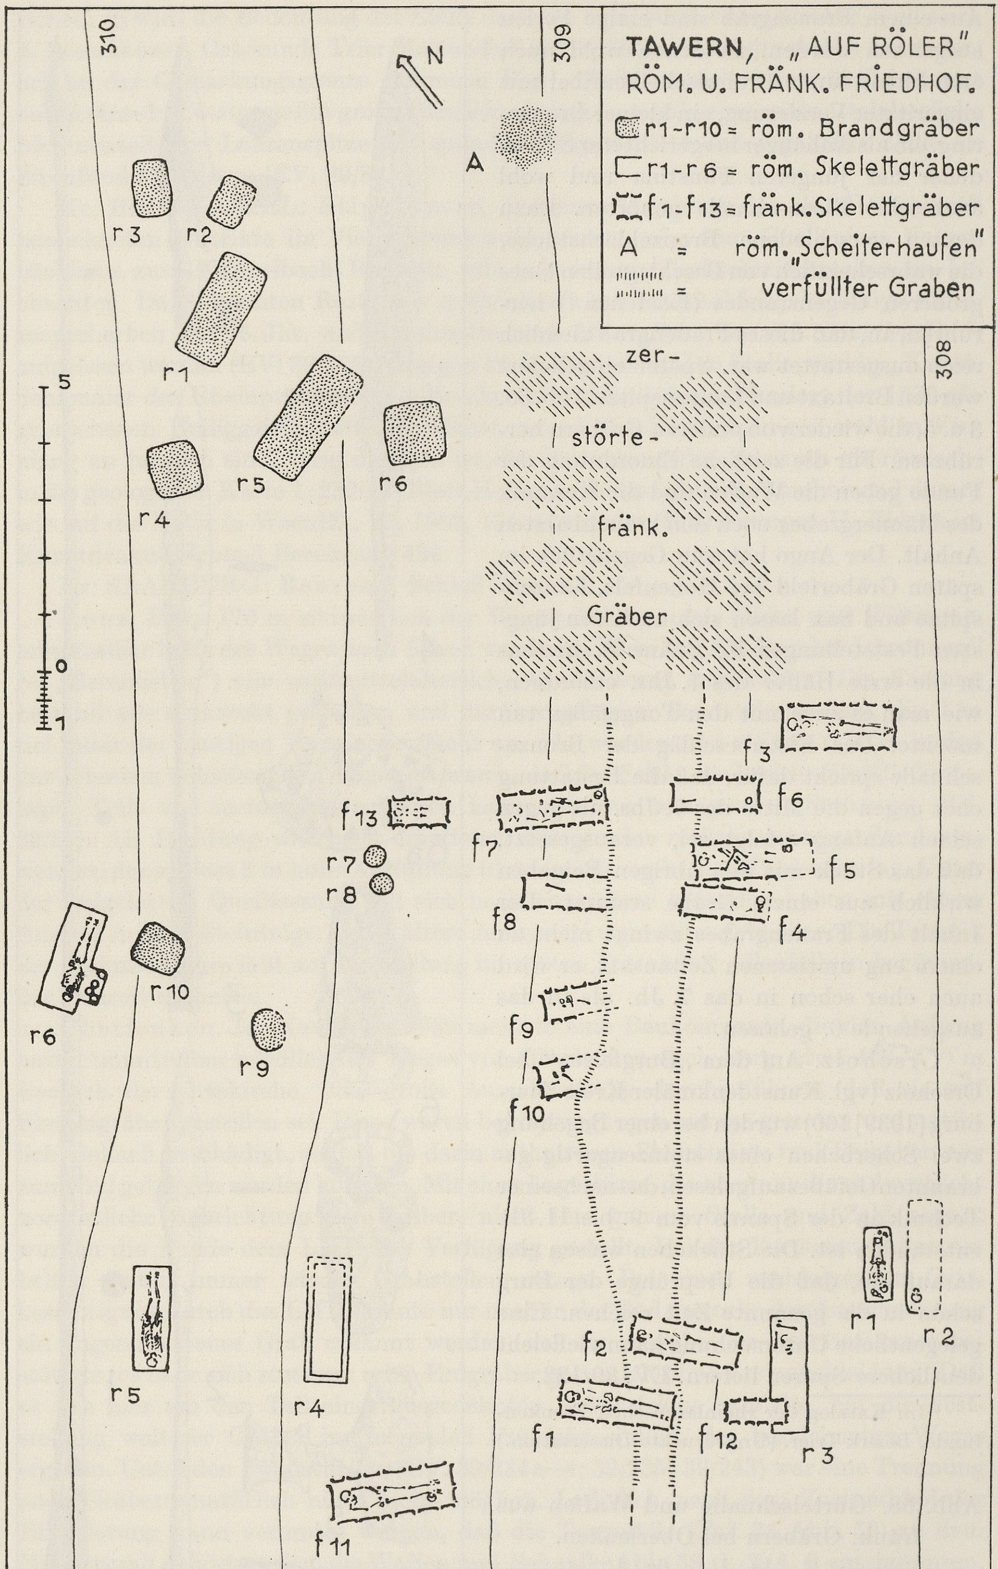 310
309
N
TAWERN, „AUF RÖLER"
RÖM. U. FRÄNK. FRIEDHOF.
r1-r10 = röm. Brandgräber
r1-r6 = röm. Skelettgräber
f1-f13 = fränk. Skelettgräber
A = röm. „Scheiterhaufen"
= verfüllter Graben
A
r3
r2
r1
308
zer-
5
störte-
r5
r6
r4
fränk.
Gräber
0
1
f3
f13
f7
f6
r7
r8
f5
f8
f4
r10
r6
f9
r9
f10
r1
r2
f2
r5
r4
f1
f12
r3
f11